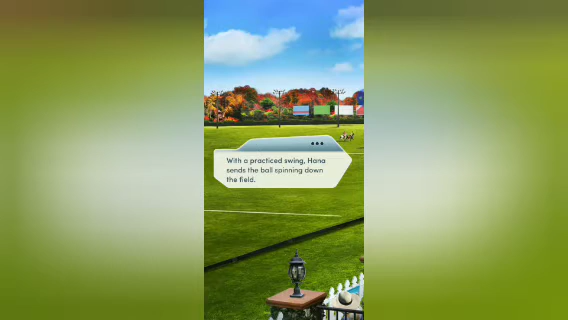 With a practiced swing, Hana
sends the ball spinning down
the field.